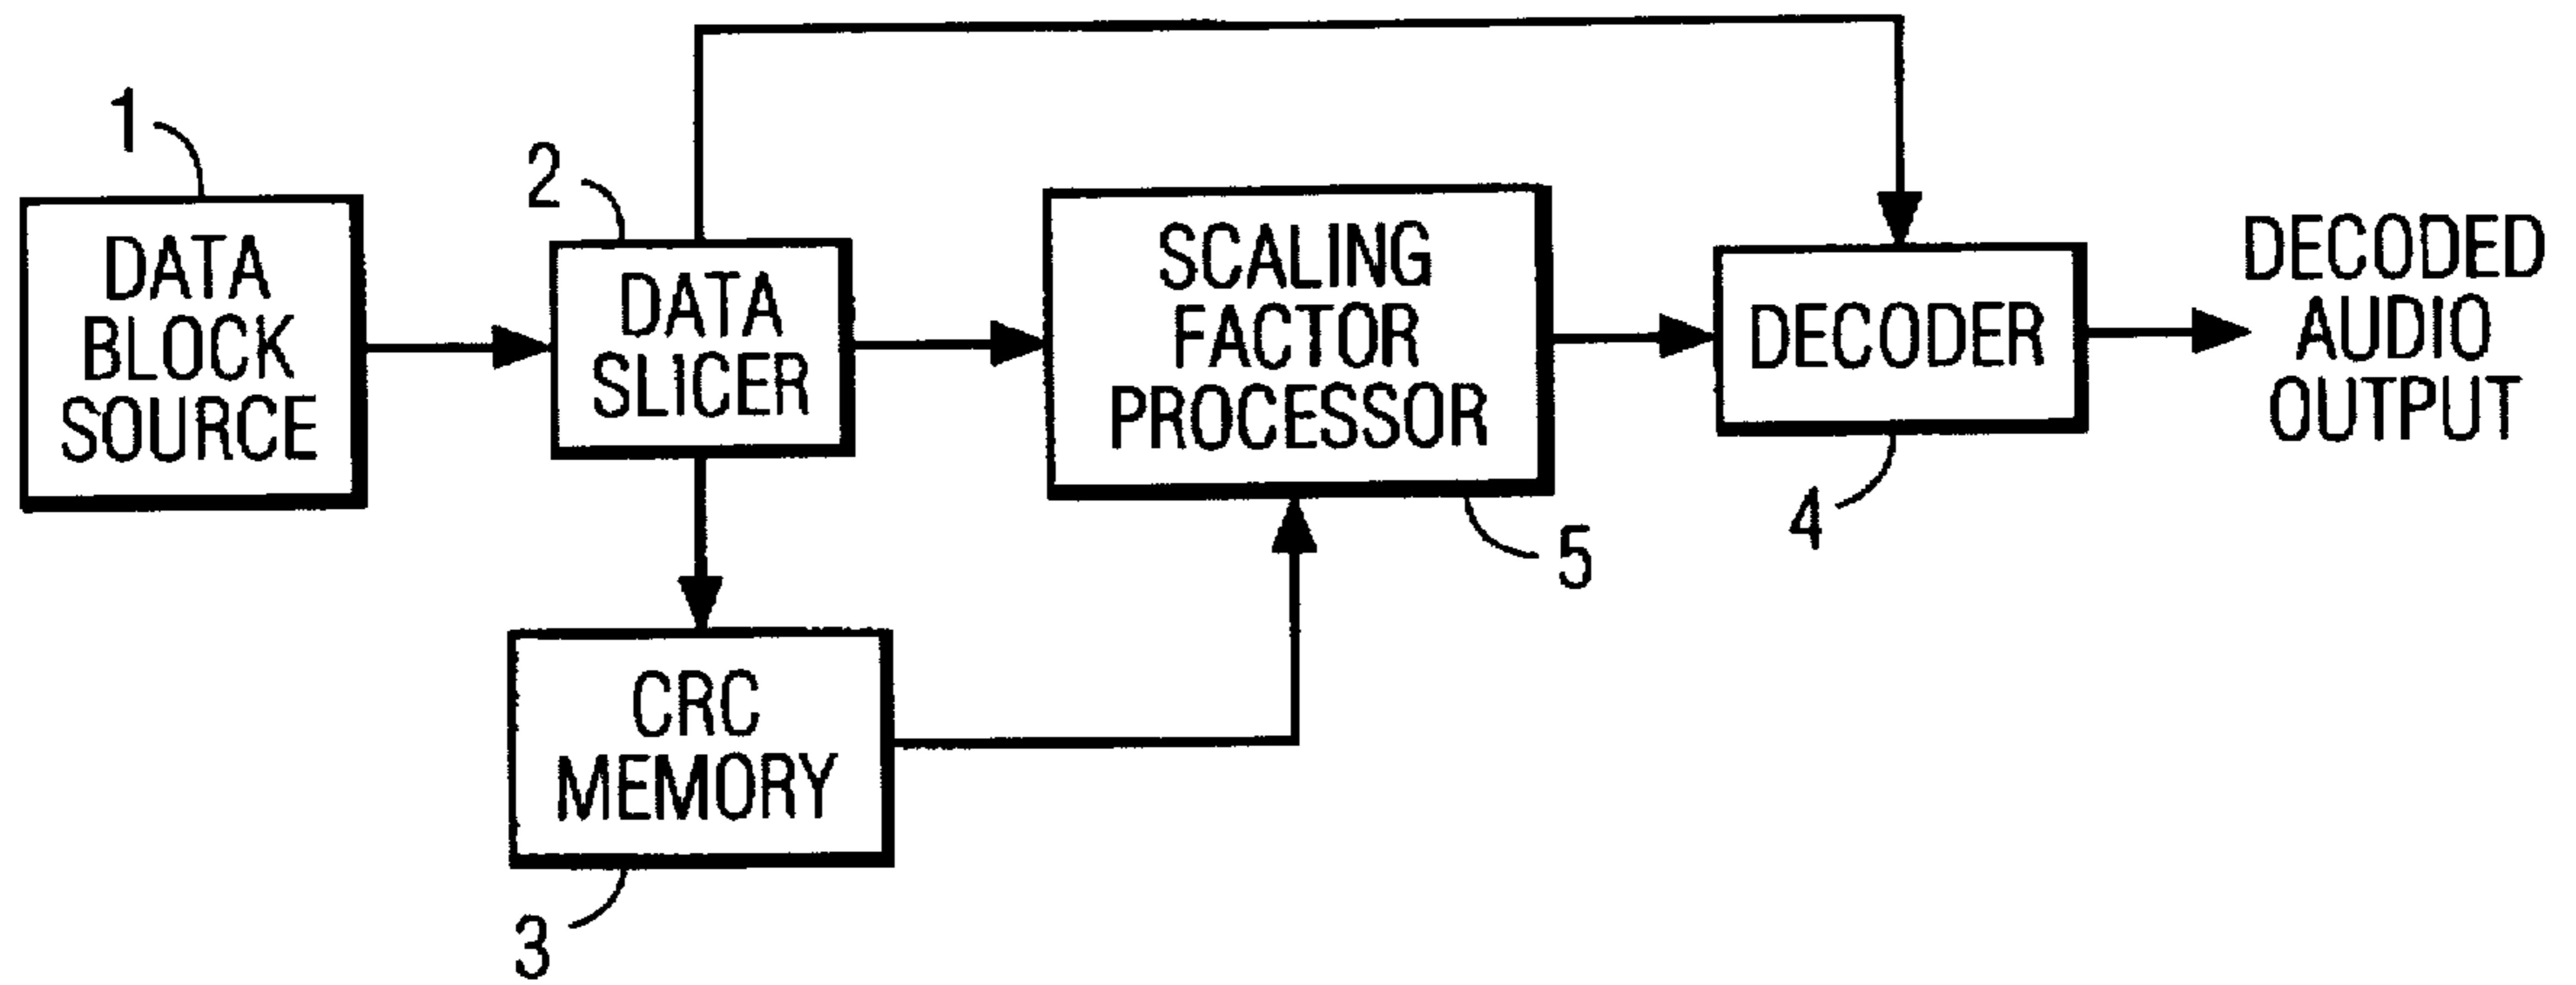 1
DATA
BLOCK
SOURCE
2
DATA
SLICER
SCALING
FACTOR
PROCESSOR
5
DECODER
4
DECODED
AUDIO
OUTPUT
CRC
MEMORY
3